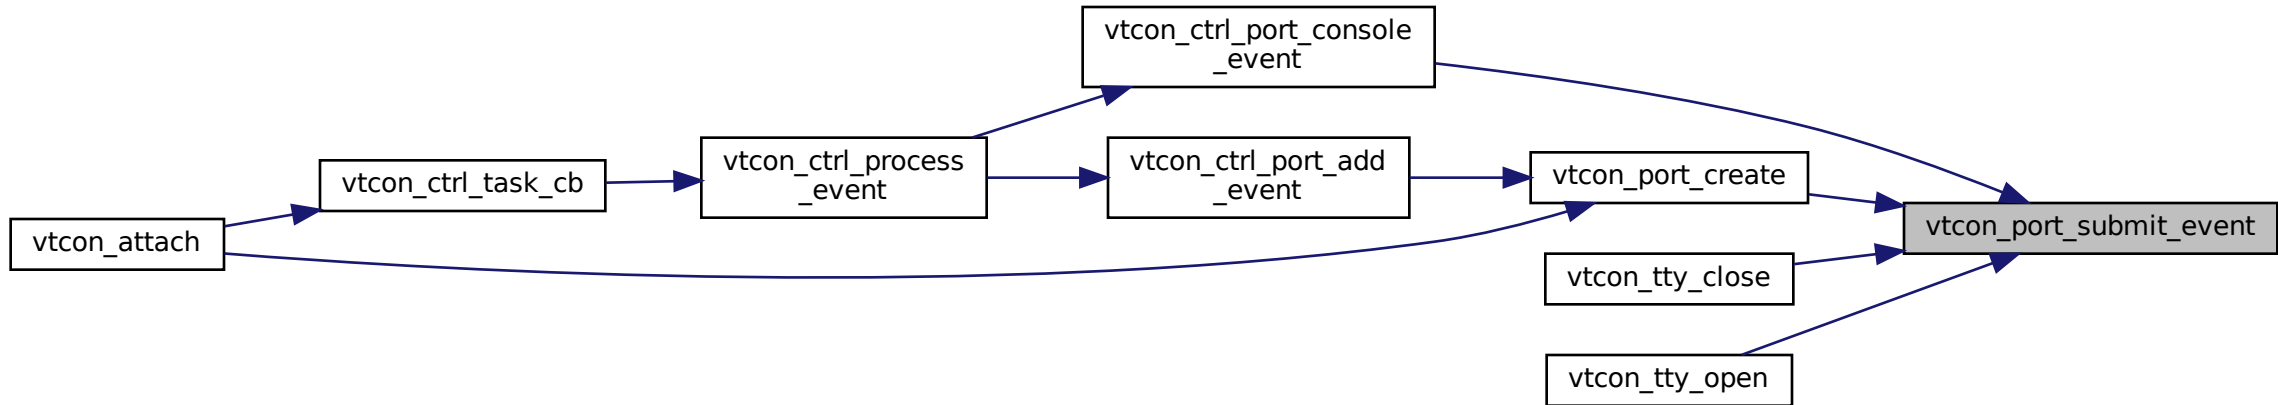 vtcon_ctrl_port_console
_event
vtcon_ctrl_process
_event
vtcon_ctrl_port_add
_event
vtcon_port_create
vtcon_ctrl_task_cb
vtcon_attach
vtcon_port_submit_event
vtcon_tty_close
vtcon_tty_open